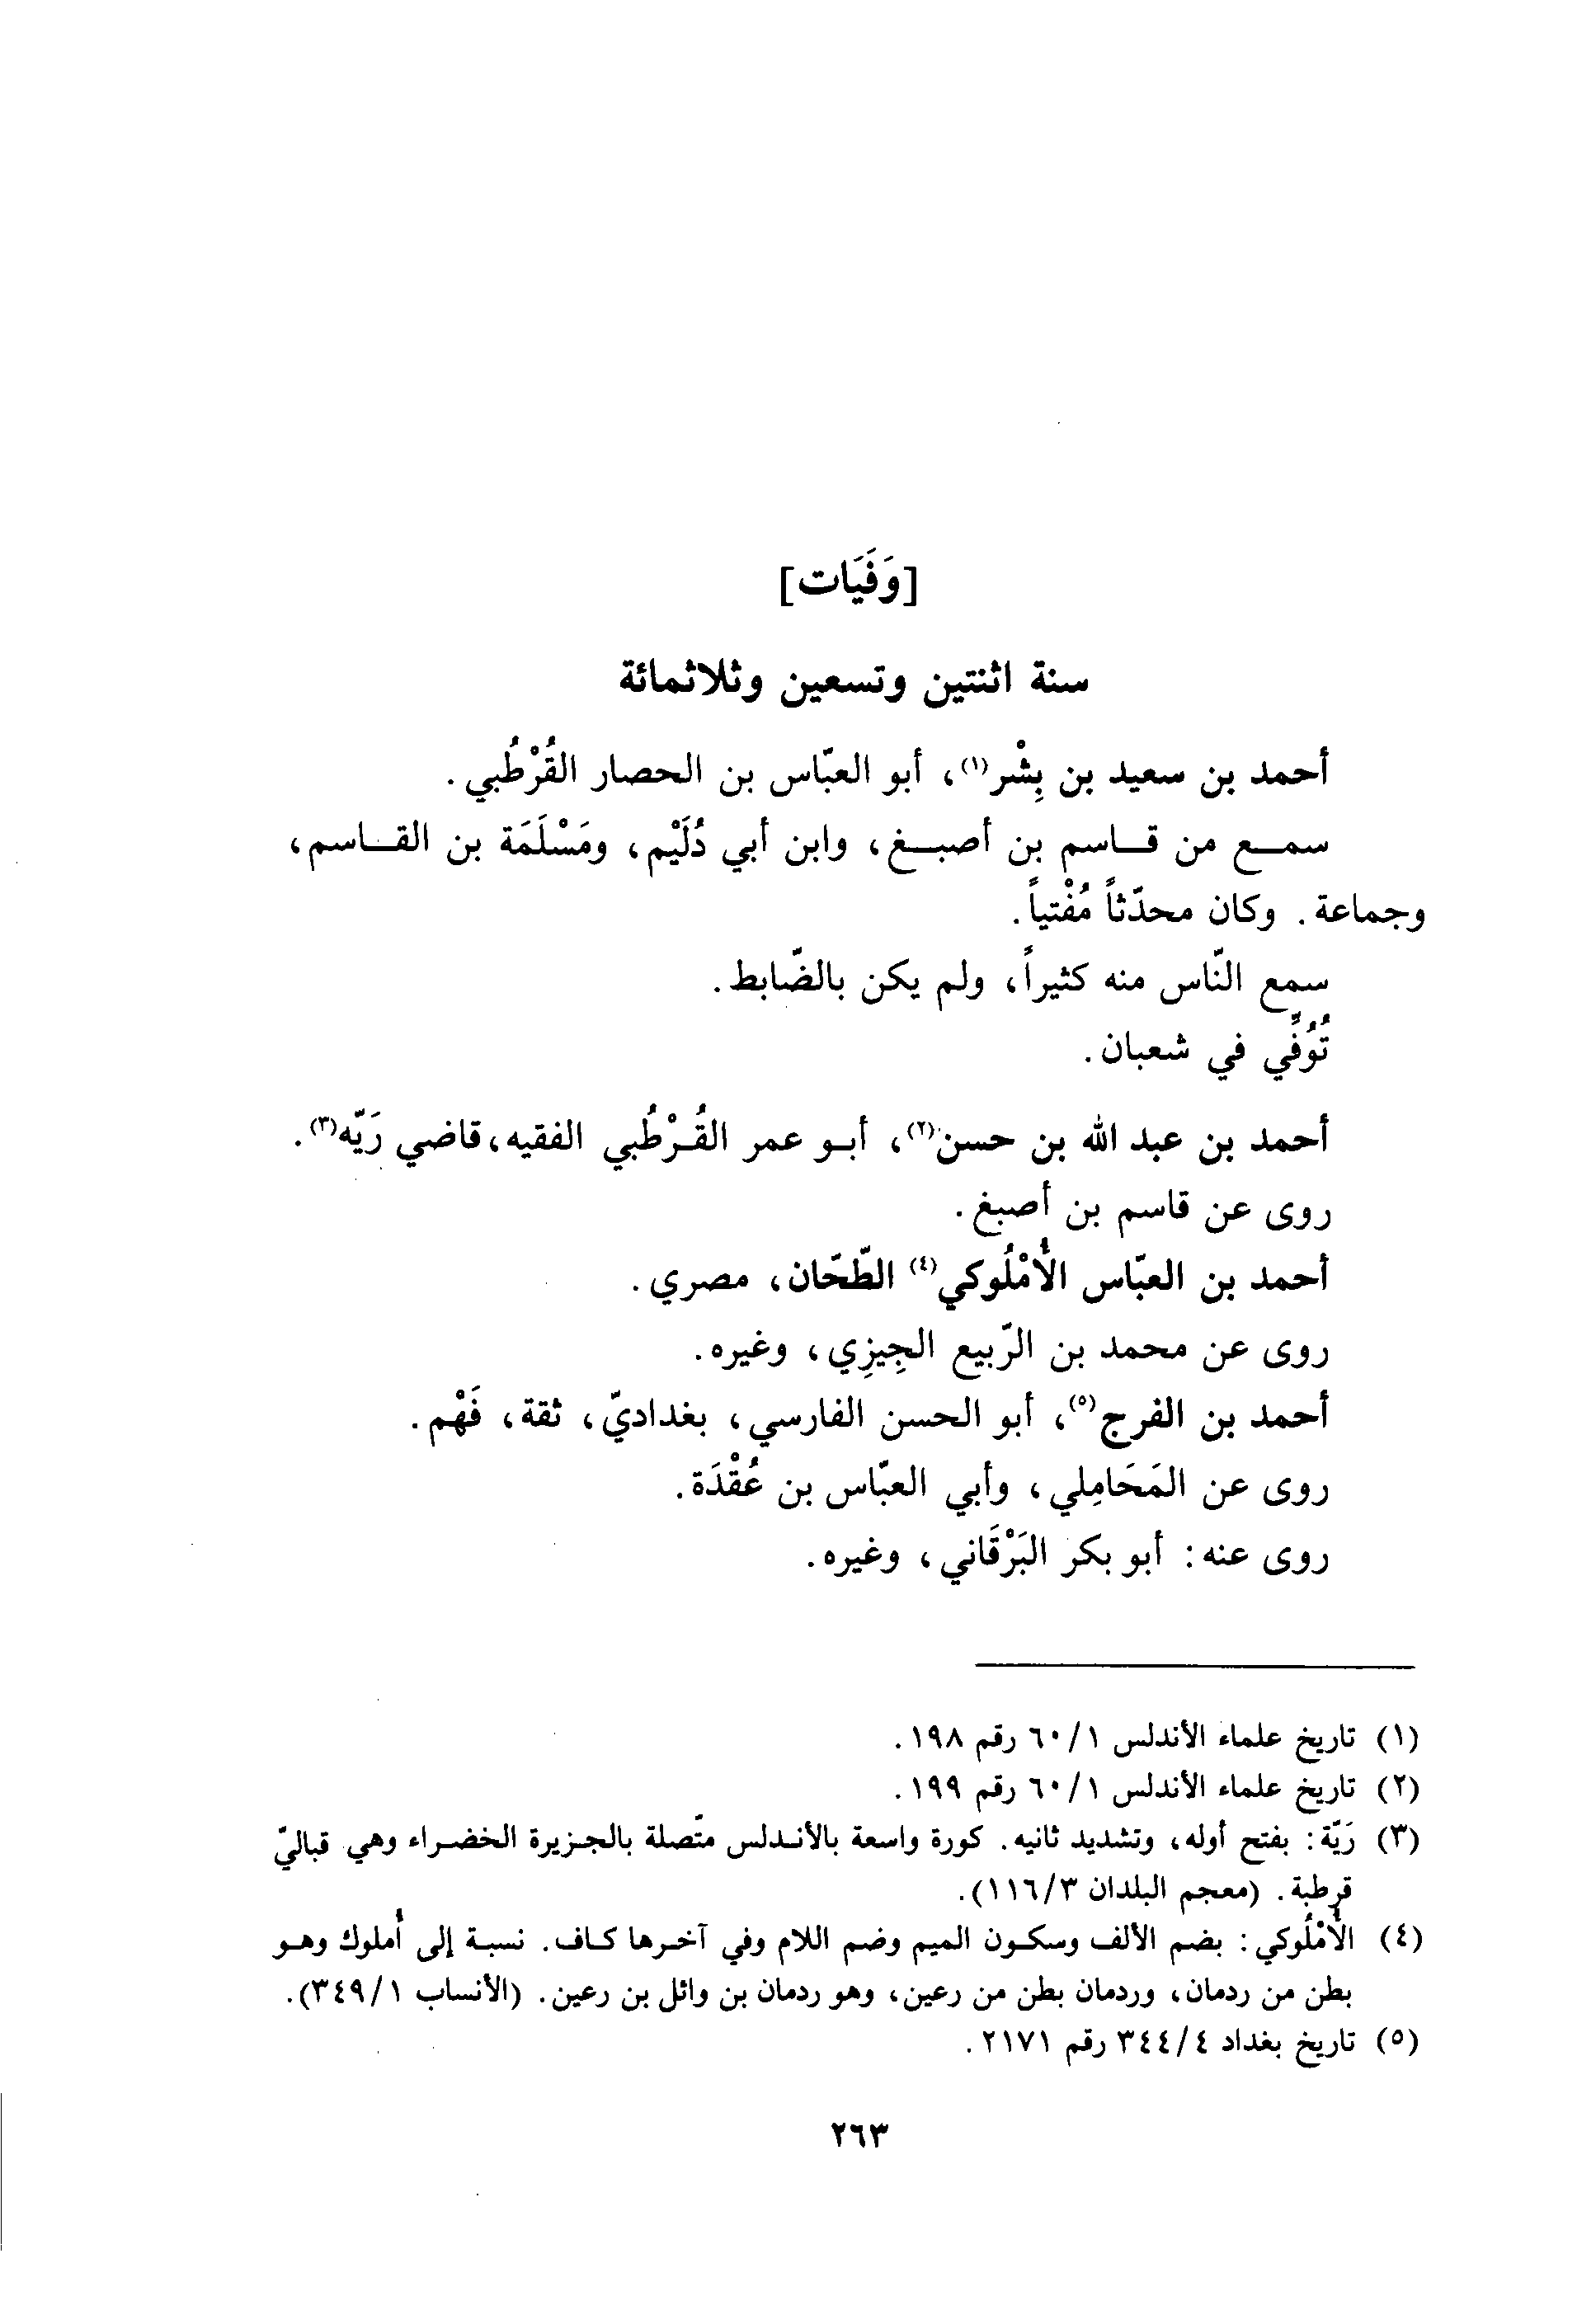 [وَفَيَات]
سنة اثنتين وتسعين وثلاثمائة
أحمد بن سعيد بن بِشْر(١)، أبو العبّاس بن الحصار القُرْطُبي.
سمع من قاسم بن أصبغ، وابن أبي دُلَيْم، ومَسْلَمَة بن القاسم،
وجماعة. وكان محدّثاً مُفْتياً.
سمع النّاس منه كثيراً، ولم يكن بالضّابط.
تُوُفِّي في شعبان.
أحمد بن عبد الله بن حسن(٢)، أبو عمر القُرْطُبي الفقيه، قاضي رَيّه(٣).
روى عن قاسم بن أصبغ.
أحمد بن العبّاس الأُمْلُوكي(٤) الطّحّان، مصري.
روى عن محمد بن الرّبيع الجِيزِي، وغيره.
أحمد بن الفرج(٥)، أبو الحسن الفارسي، بغداديّ، ثقة، فَهْم.
روى عن المَحَامِلي، وأبي العبّاس بن عُقْدَة.
روى عنه: أبو بكر البَرْقَاني، وغيره.
(١) تاريخ علماء الأندلس ٦٠/١ رقم ١٩٨.
(٢) تاريخ علماء الأندلس ٦٠/١ رقم ١٩٩.
(٣) رَيّة: بفتح أوله، وتشديد ثانيه. كورة واسعة بالأندلس متّصلة بالجزيرة الخضراء وهي قباليّ
قرطبة. (معجم البلدان ١١٦/٣).
(٤) الأُمْلُوكي: بضم الألف وسكون الميم وضم اللام وفي آخرها كاف. نسبة إلى أُملوك وهو
بطن من ردمان، وردمان بطن من رعين، وهو ردمان بن وائل بن رعين. (الأنساب ٣٤٩/١).
(٥) تاريخ بغداد ٣٤٤/٤ رقم ٢١٧١.
٢٦٣